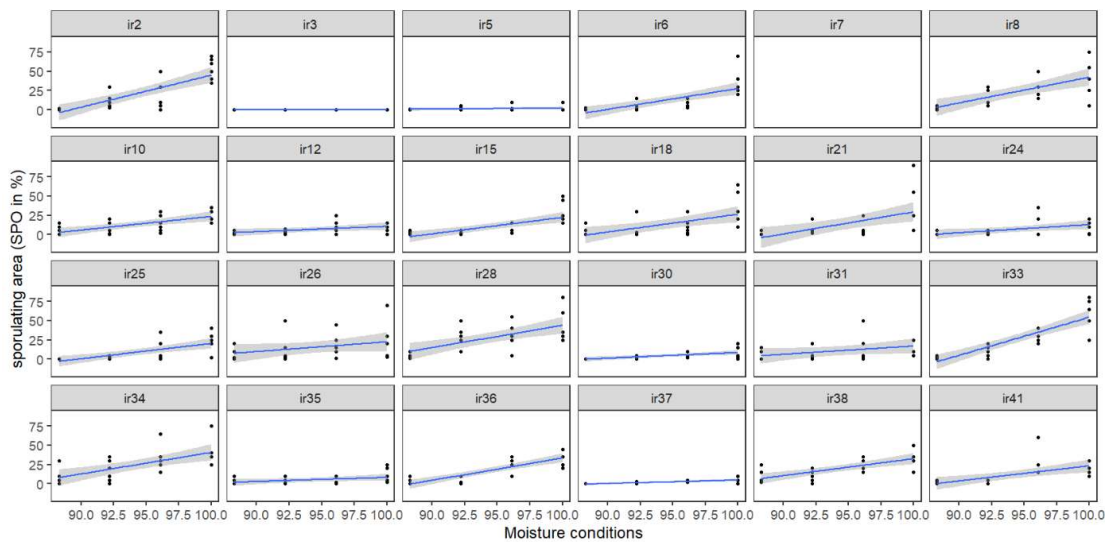 ir2 ir3 ir5 ir6 ir7 ir8
75
50
25
0
ir10 ir12 ir15 ir18 ir21 ir24
75
50
25
0
ir25 ir26 ir28 ir30 ir31 ir33
75
50
25
0
ir34 ir35 ir36 ir37 ir38 ir41
75
50
25
0
90.0 92.5 95.0 97.5 100.0 90.0 92.5 95.0 97.5 100.0 90.0 92.5 95.0 97.5 100.0 90.0 92.5 95.0 97.5 100.0 90.0 92.5 95.0 97.5 100.0 90.0 92.5 95.0 97.5 100.0
Moisture conditions
sporulating area (SPO in %)